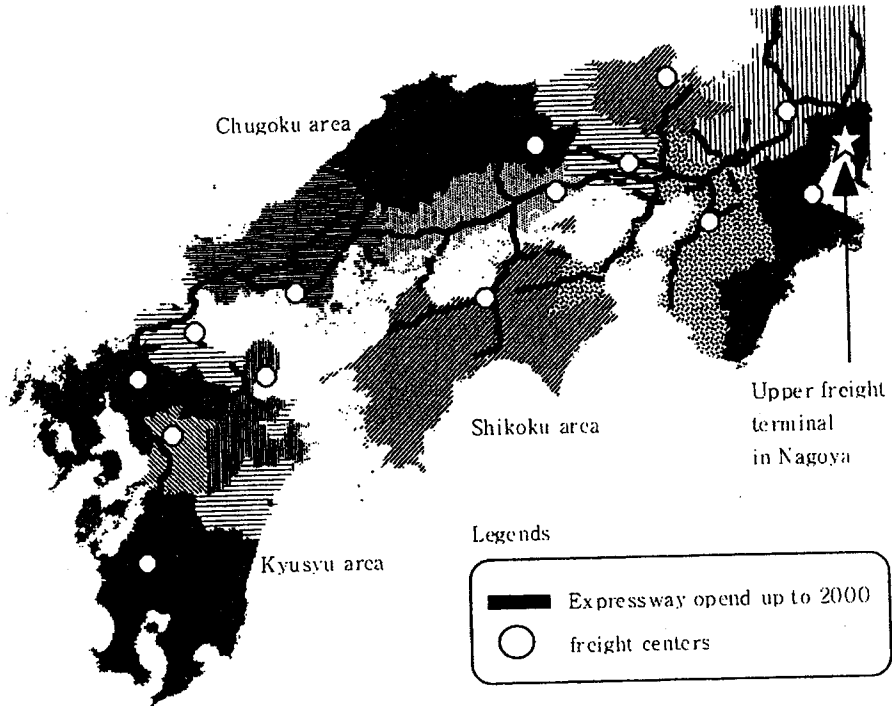 Chugoku area
Upper freight
terminal
in Nagoya
Shikoku area
Kyusyu area
Legends
Expressway opend up to 2000
freight centers